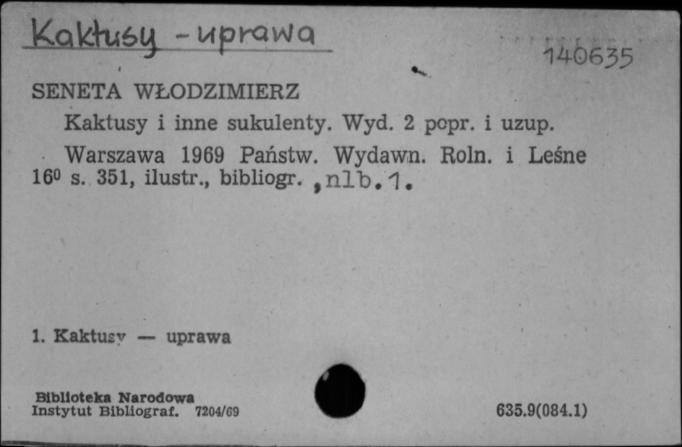 Kaktusy - uprawa
140635
SENETA WŁODZIMIERZ
Kaktusy i inne sukulenty. Wyd. 2 popr. i uzup.
Warszawa 1969 Państw. Wydawn. Roln. i Leśne
16⁰ s. 351, ilustr., bibliogr. , nlb. 1.
1. Kaktusy — uprawa
Biblioteka Narodowa
Instytut Bibliograf. 7204/69
635.9(084.1)